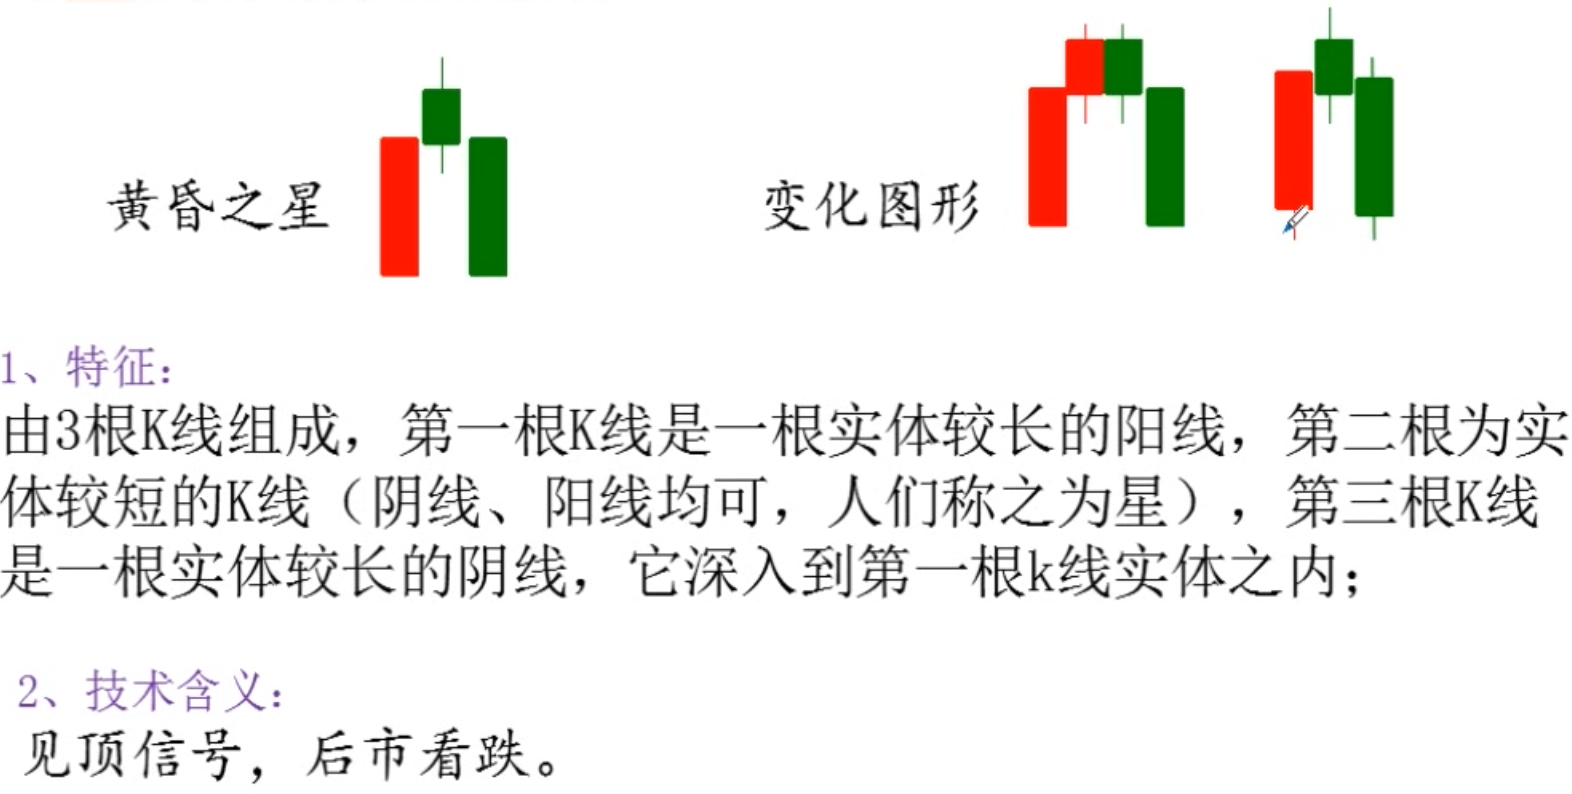 黄昏之星
变化图形
1、特征：
由3根K线组成，第一根K线是一根实体较长的阳线，第二根为实
体较短的K线（阴线、阳线均可，人们称之为星），第三根K线
是一根实体较长的阴线，它深入到第一根k线实体之内；
2、技术含义：
见顶信号，后市看跌。